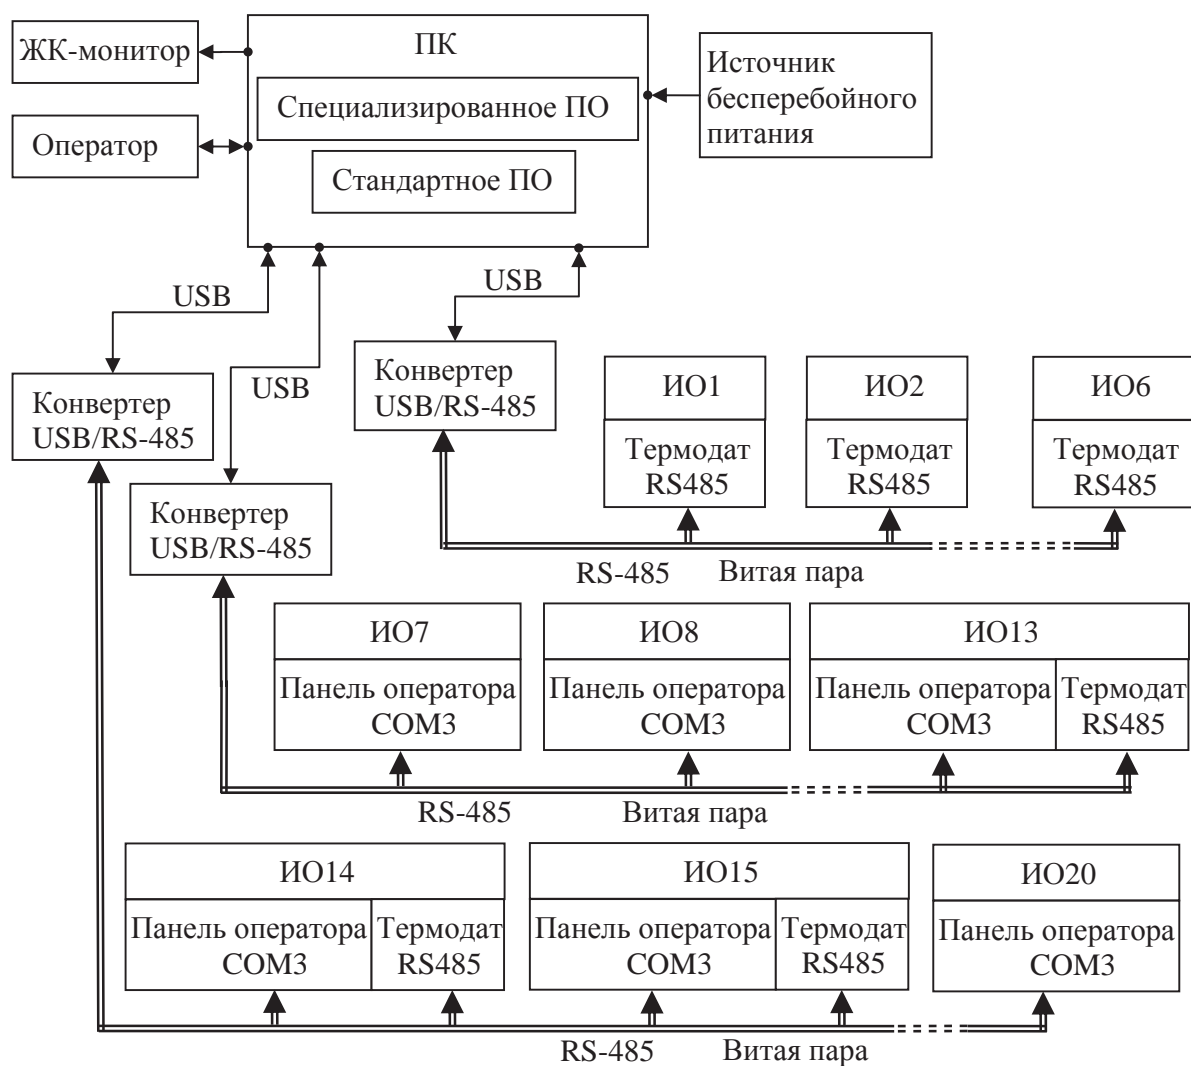 ЖК-монитор
ПК
Источник
бесперебойного
питания
Специализированное ПО
Оператор
Стандартное ПО
USB
USB
USB
Конвертер
USB/RS-485
Конвертер
USB/RS-485
Конвертер
USB/RS-485
ИО1
Термодат
RS485
ИО2
Термодат
RS485
ИО6
Термодат
RS485
RS-485
Витая пара
ИО7
Панель оператора
COM3
ИО8
Панель оператора
COM3
ИО13
Панель оператора
COM3
Термодат
RS485
RS-485
Витая пара
ИО14
Панель оператора
COM3
Термодат
RS485
ИО15
Панель оператора
COM3
Термодат
RS485
ИО20
Панель оператора
COM3
RS-485
Витая пара